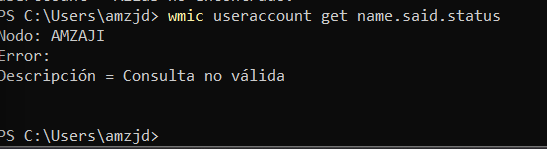 PS C:\Users\amzjd> wmic useraccount get name.said.status
Nodo: AMZAJI
Error:
Descripción = Consulta no válida
PS C:\Users\amzjd>